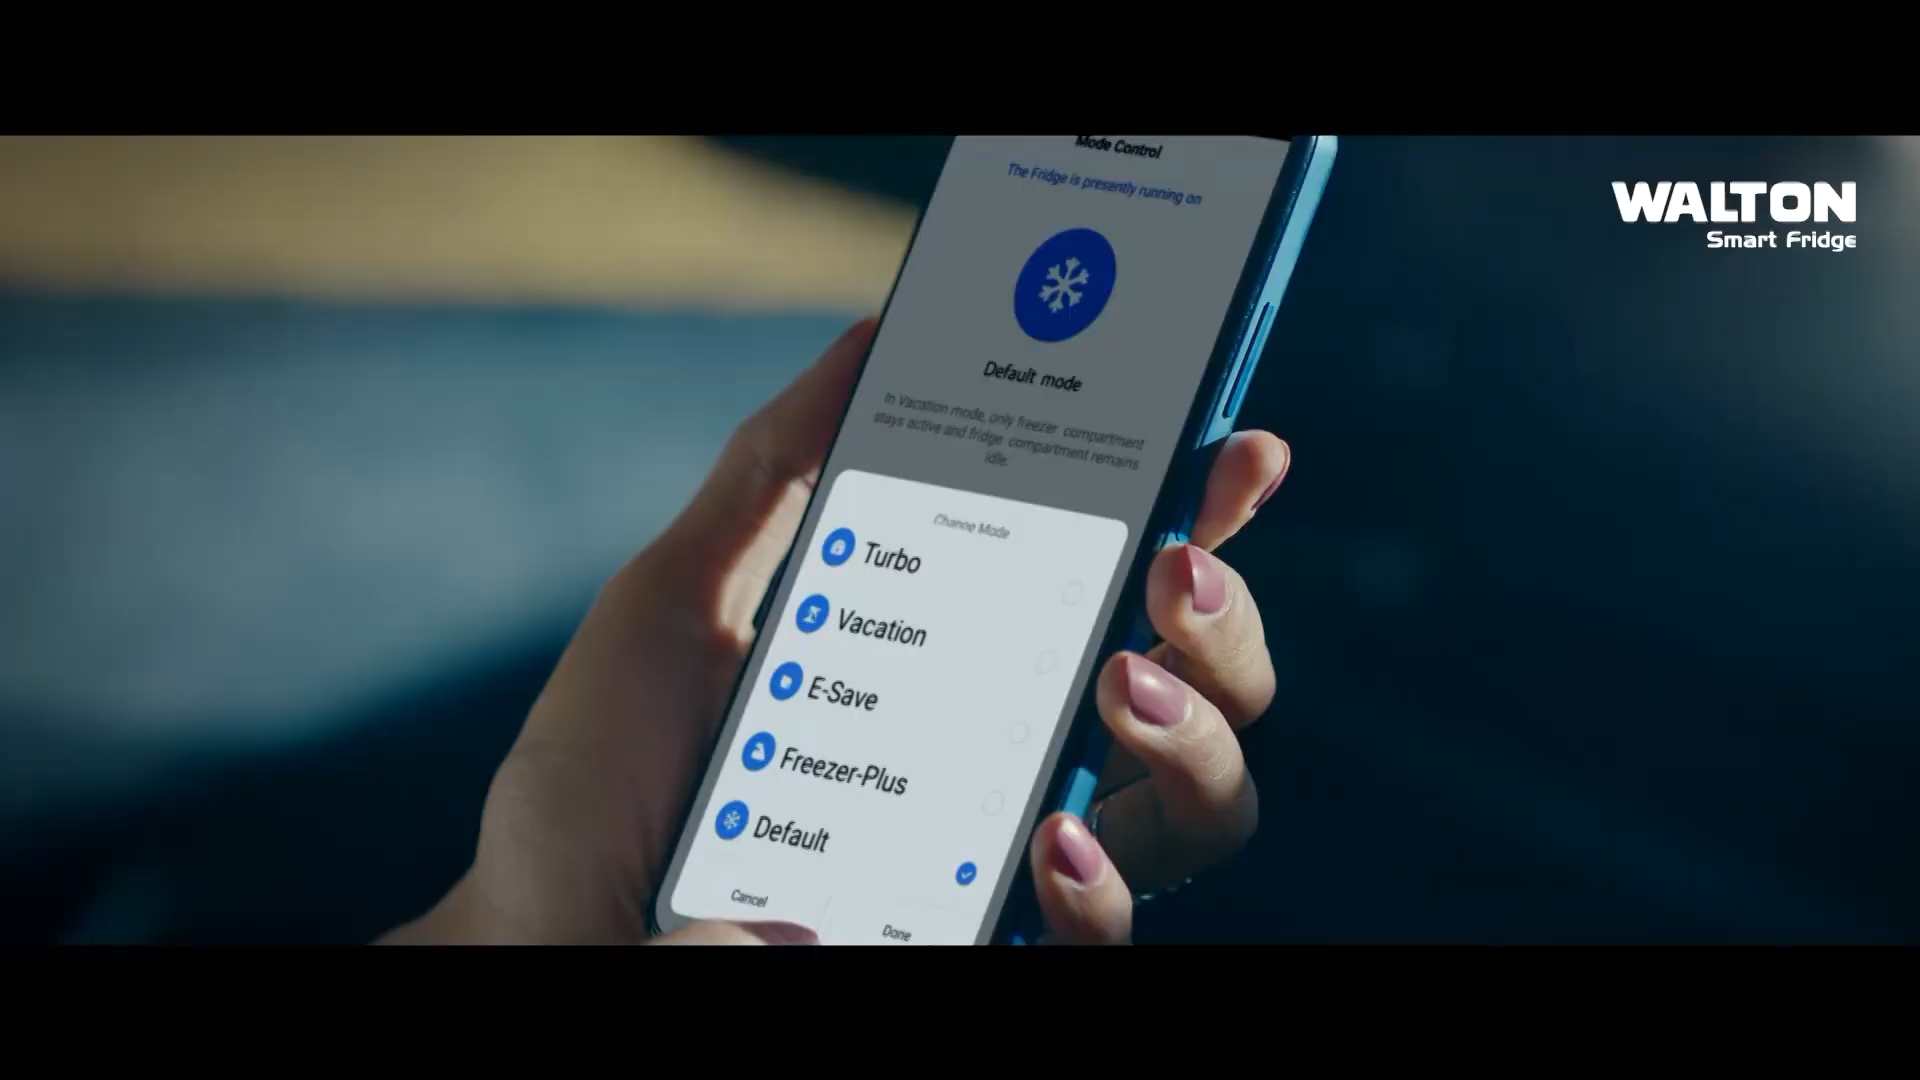 Mode Control
The Fridge is presently running on
WALTON
Smart Fridge
Default mode
In Vacation mode, only freezer compartment
stays active and fridge compartment remains
idle.
Change Mode
Turbo
Vacation
E-Save
Freezer-Plus
Default
Cancel
Done